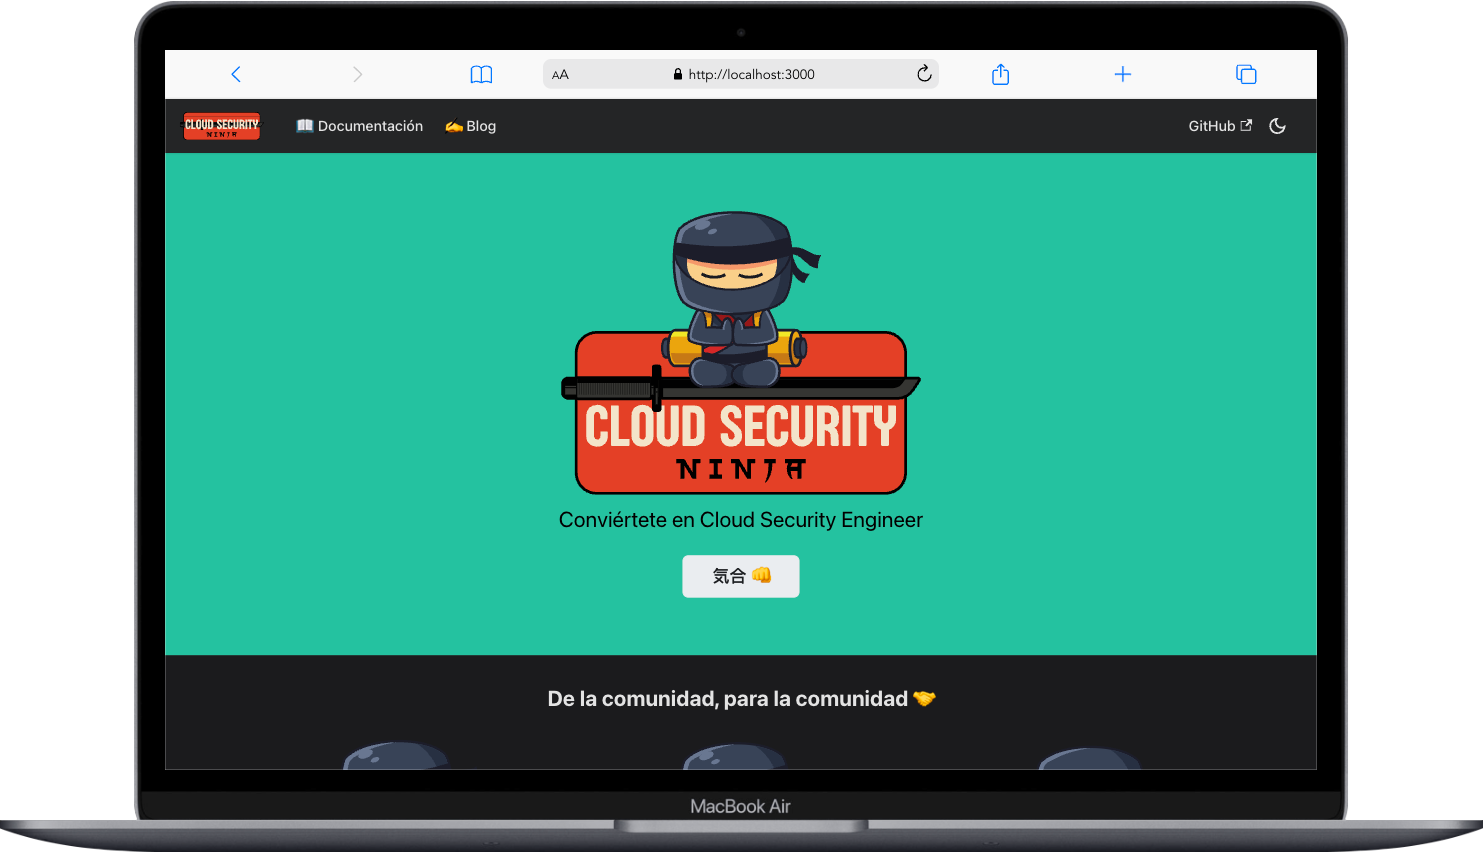 AA
http://localhost:3000
CLOUD SECURITY
NINJA
📖 Documentación
✍️ Blog
GitHub
CLOUD SECURITY
NINJA
Conviértete en Cloud Security Engineer
気合 👊
De la comunidad, para la comunidad 🤝
MacBook Air